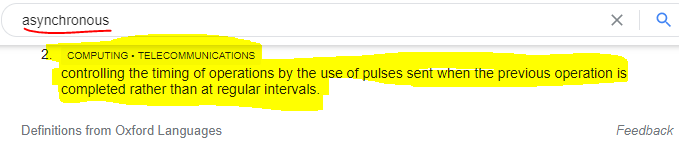 asynchronous
2. COMPUTING • TELECOMMUNICATIONS
controlling the timing of operations by the use of pulses sent when the previous operation is
completed rather than at regular intervals.
Definitions from Oxford Languages Feedback